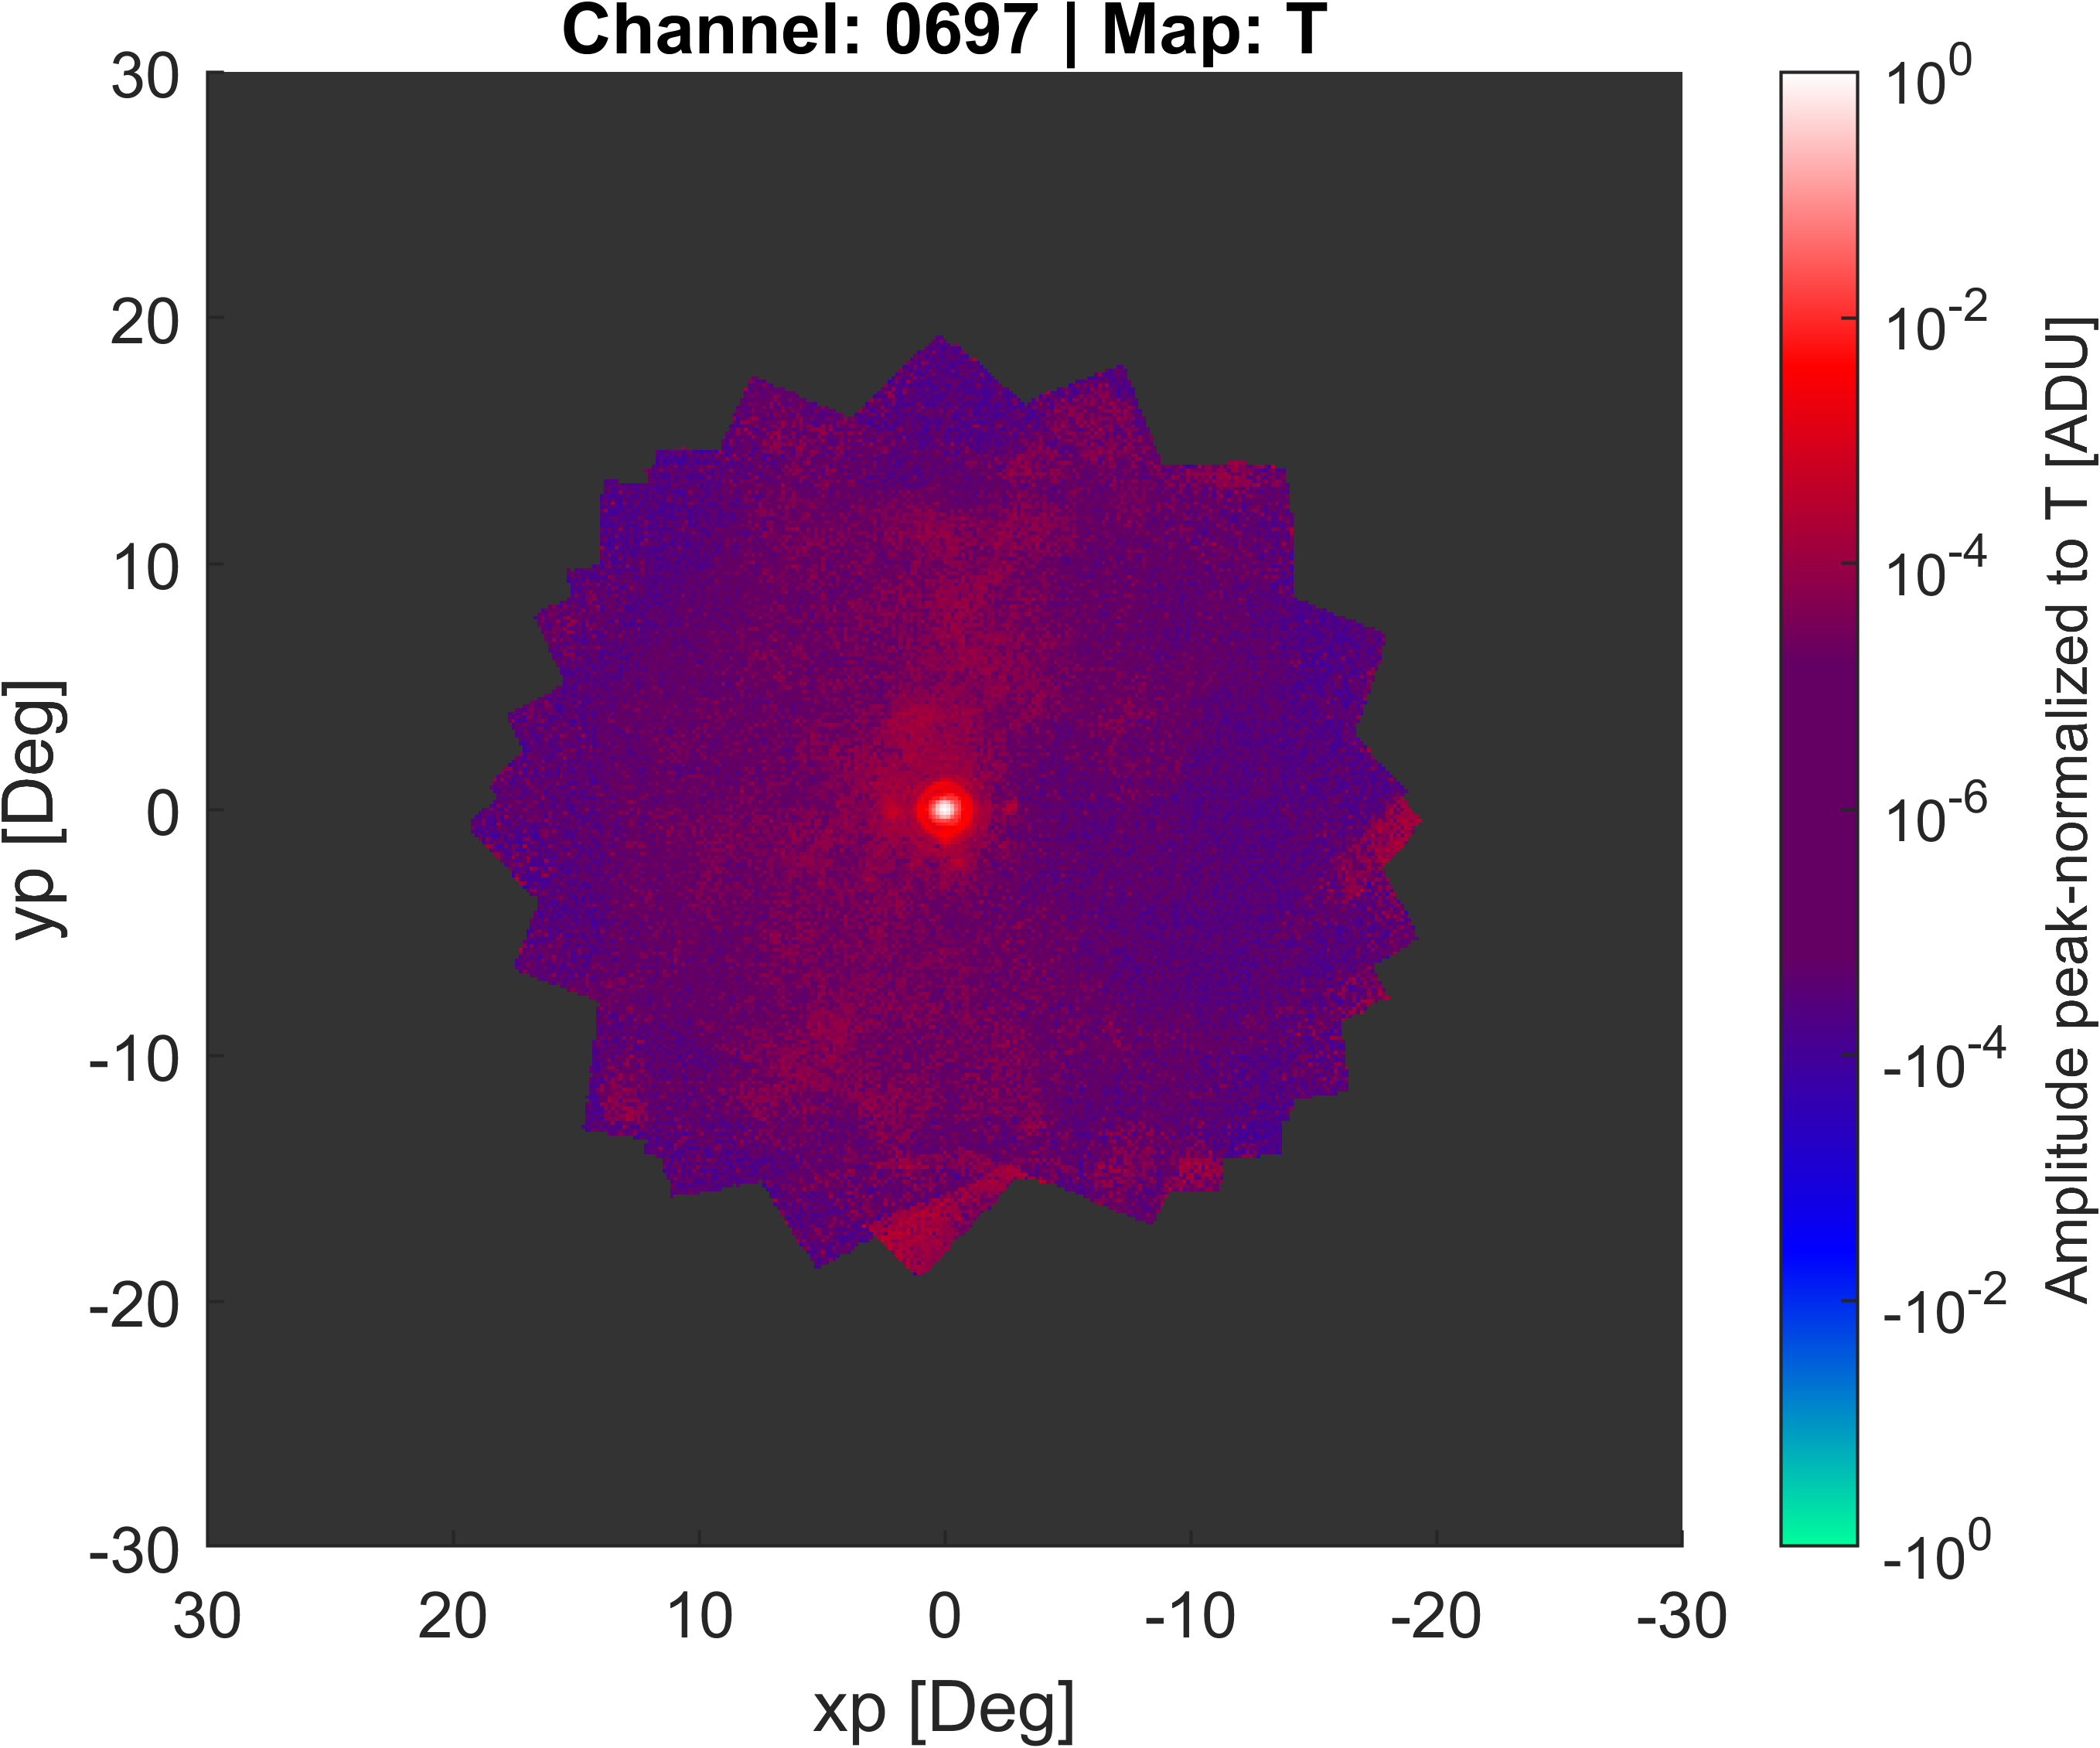 Channel: 0697 | Map: T
30
20
10
0
-10
-20
-30
yp [Deg]
30 20 10 0 -10 -20 -30
xp [Deg]
10^0
10^-2
10^-4
10^-6
-10^-4
-10^-2
-10^0
Amplitude peak-normalized to T [ADU]